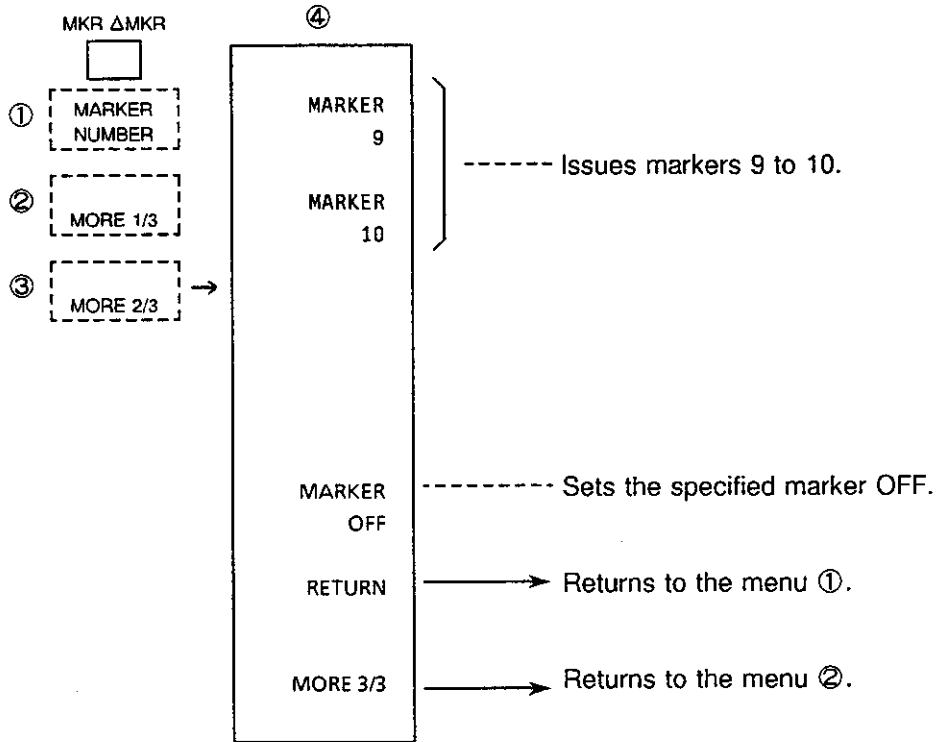 MKR ΔMKR
④
① MARKER
NUMBER
② MORE 1/3
③ MORE 2/3 →
MARKER
9
MARKER
10
Issues markers 9 to 10.
MARKER
OFF
Sets the specified marker OFF.
RETURN
Returns to the menu ①.
MORE 3/3
Returns to the menu ②.